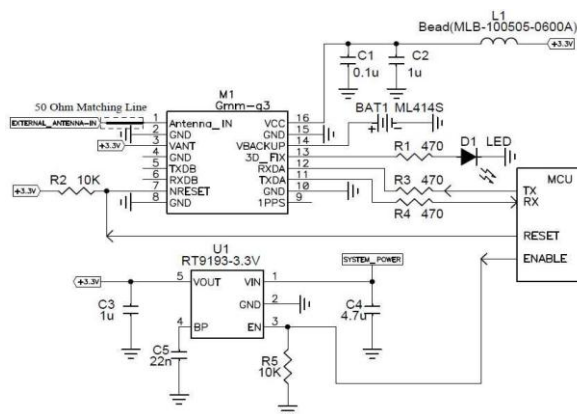 L1
Bead(MLB-100505-0600A)
+3.3V
C1
0.1u
C2
1u
M1
Gmm-g3
50 Ohm Matching Line
EXTERNAL_ANTENNA-IN
+3.3V
1 Antenna_IN
2 GND
3 VANT
4 GND
5 TXDB
6 RXDB
7 NRESET
8 GND
VCC 16
GND 15
VBACKUP 14
3D_FIX 13
RXDA 12
TXDA 11
GND 10
1PPS 9
BAT1 ML414S
+ -
R1 470
D1 LED
R3
470
R4
470
MCU
TX
RX
RESET
ENABLE
+3.3V
R2 10K
U1
RT9193-3.3V
SYSTEM_POWER
+3.3V
5 VOUT
4 BP
VIN 1
GND 2
EN 3
C3
1u
C4
4.7u
C5
22n
R5
10K